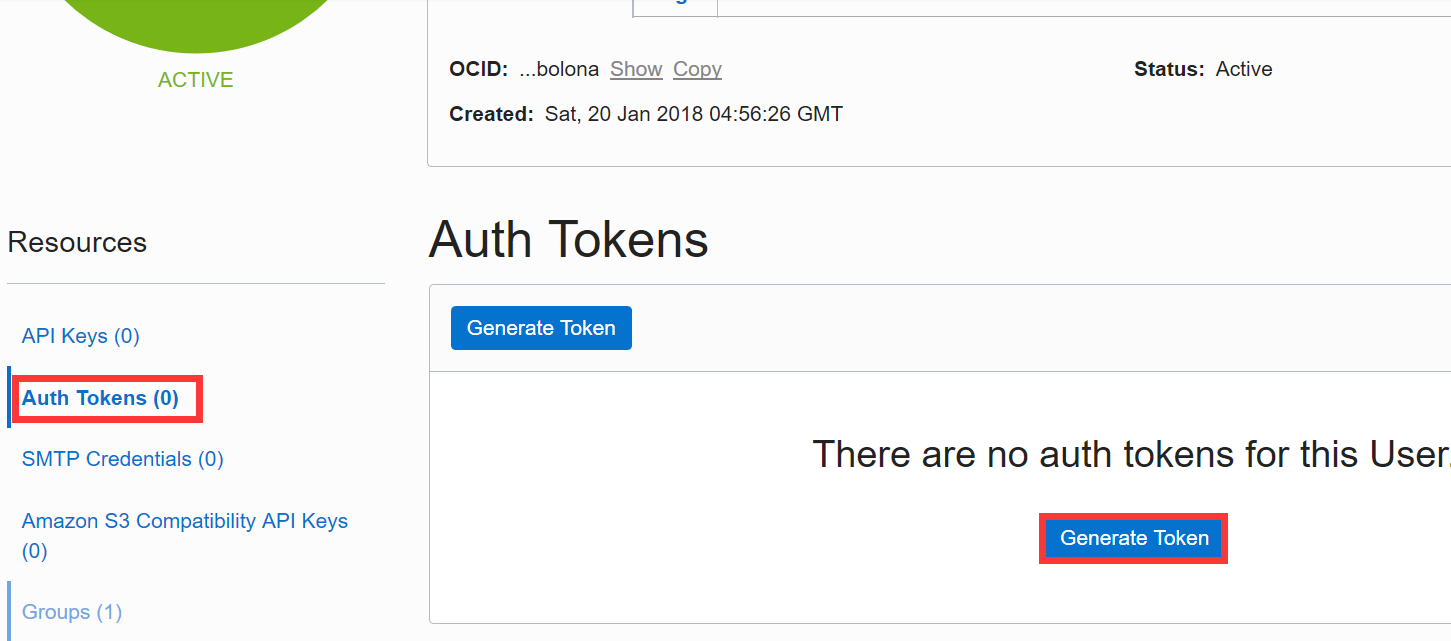 ACTIVE
OCID: ...bolona Show Copy
Status: Active
Created: Sat, 20 Jan 2018 04:56:26 GMT
Resources
API Keys (0)
Auth Tokens (0)
SMTP Credentials (0)
Amazon S3 Compatibility API Keys
(0)
Groups (1)
Auth Tokens
Generate Token
There are no auth tokens for this User.
Generate Token